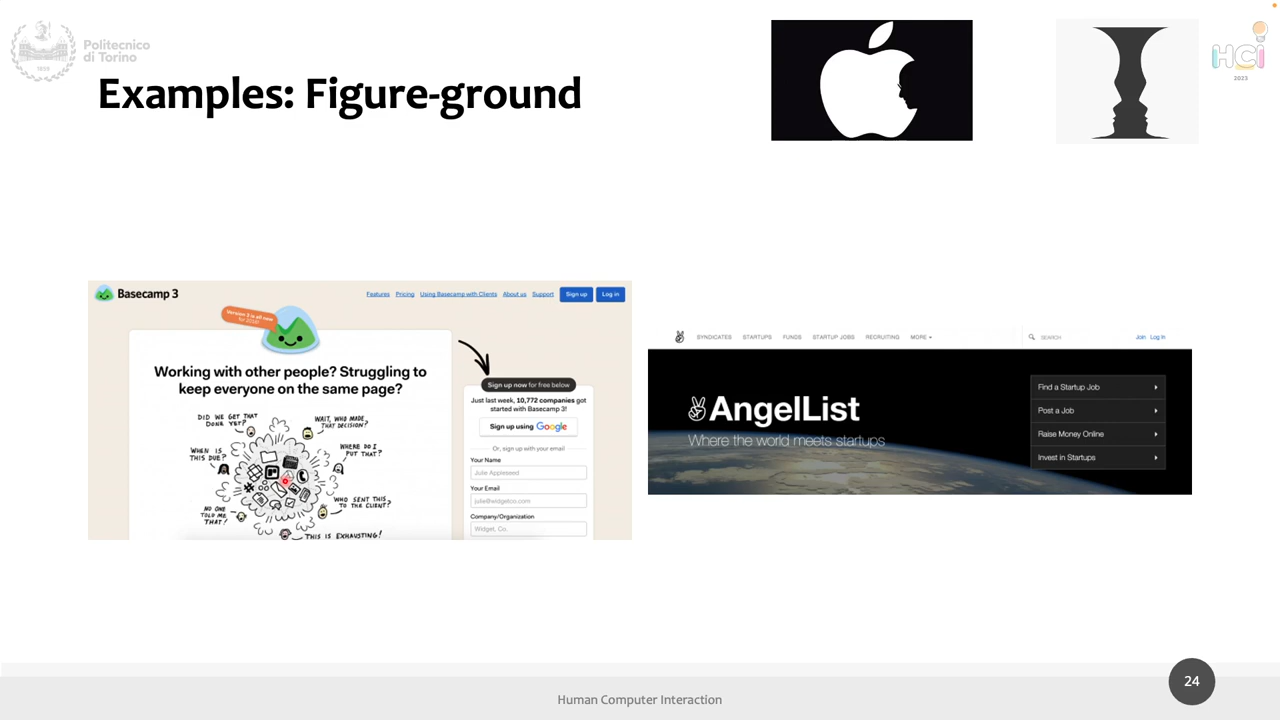 Politecnico
di Torino
1859
HCI
2023
Examples: Figure-ground
Basecamp 3
Features Pricing Using Basecamp with Clients About us Support Sign up Log in
Version 3 is all new
for 2016!
Working with other people? Struggling to
keep everyone on the same page?
DID WE GET THAT
DONE YET?
WAIT, WHO MADE
THAT DECISION?
WHEN IS
THIS DUE?
WHERE DO I
PUT THAT?
WHO SENT THIS
TO THE CLIENT?
NO ONE
TOLD ME
THAT!
THIS IS EXHAUSTING!
Sign up now for free below
Just last week, 10,772 companies got
started with Basecamp 3!
Sign up using Google
Or, sign up with your email
Your Name
Julie Appleseed
Your Email
julie@widgetco.com
Company/Organization
Widget, Co.
SYNDICATES STARTUPS FUNDS STARTUP JOBS RECRUITING MORE
SEARCH
Join Log In
AngelList
Where the world meets startups
Find a Startup Job
Post a Job
Raise Money Online
Invest in Startups
Human Computer Interaction
24